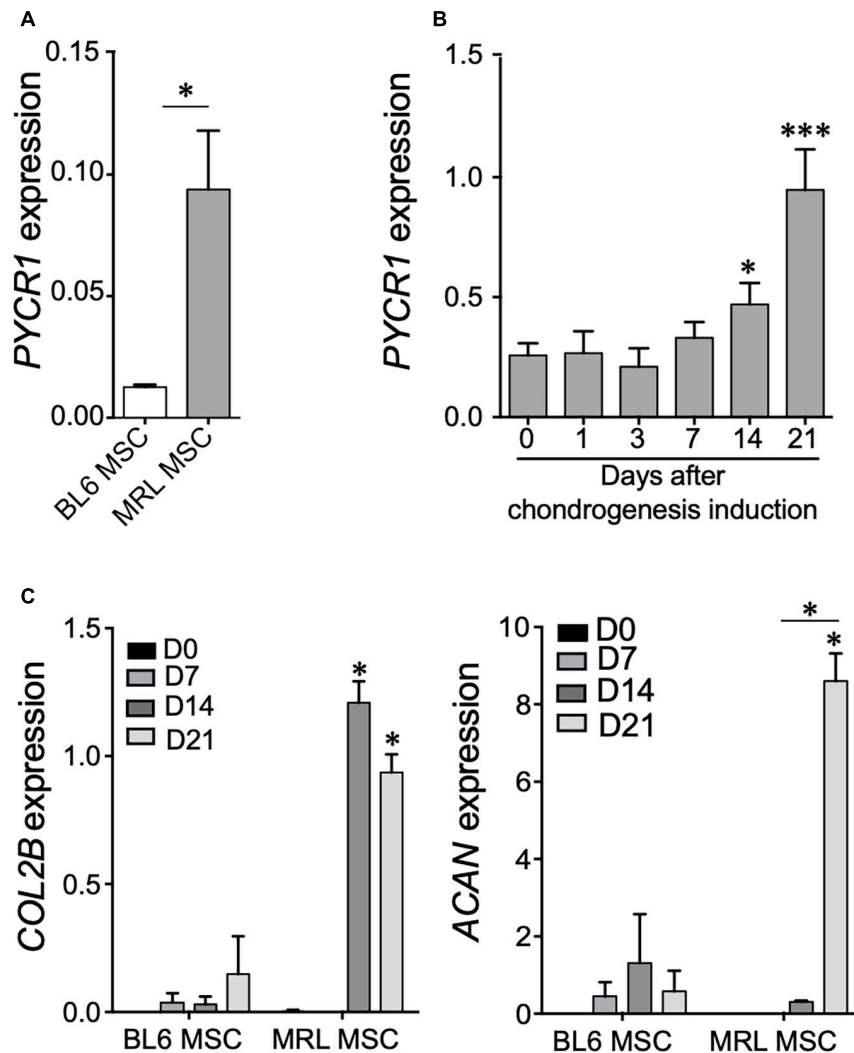 A
PYCR1 expression
0.15
0.10
0.05
0.00
*
BL6 MSC
MRL MSC
B
PYCR1 expression
1.5
1.0
0.5
0.0
*
***
0 1 3 7 14 21
Days after
chondrogenesis induction
C
COL2B expression
1.5
1.0
0.5
0.0
D0
D7
D14
D21
*
*
BL6 MSC MRL MSC
ACAN expression
10
8
6
4
2
0
D0
D7
D14
D21
*
*
BL6 MSC MRL MSC